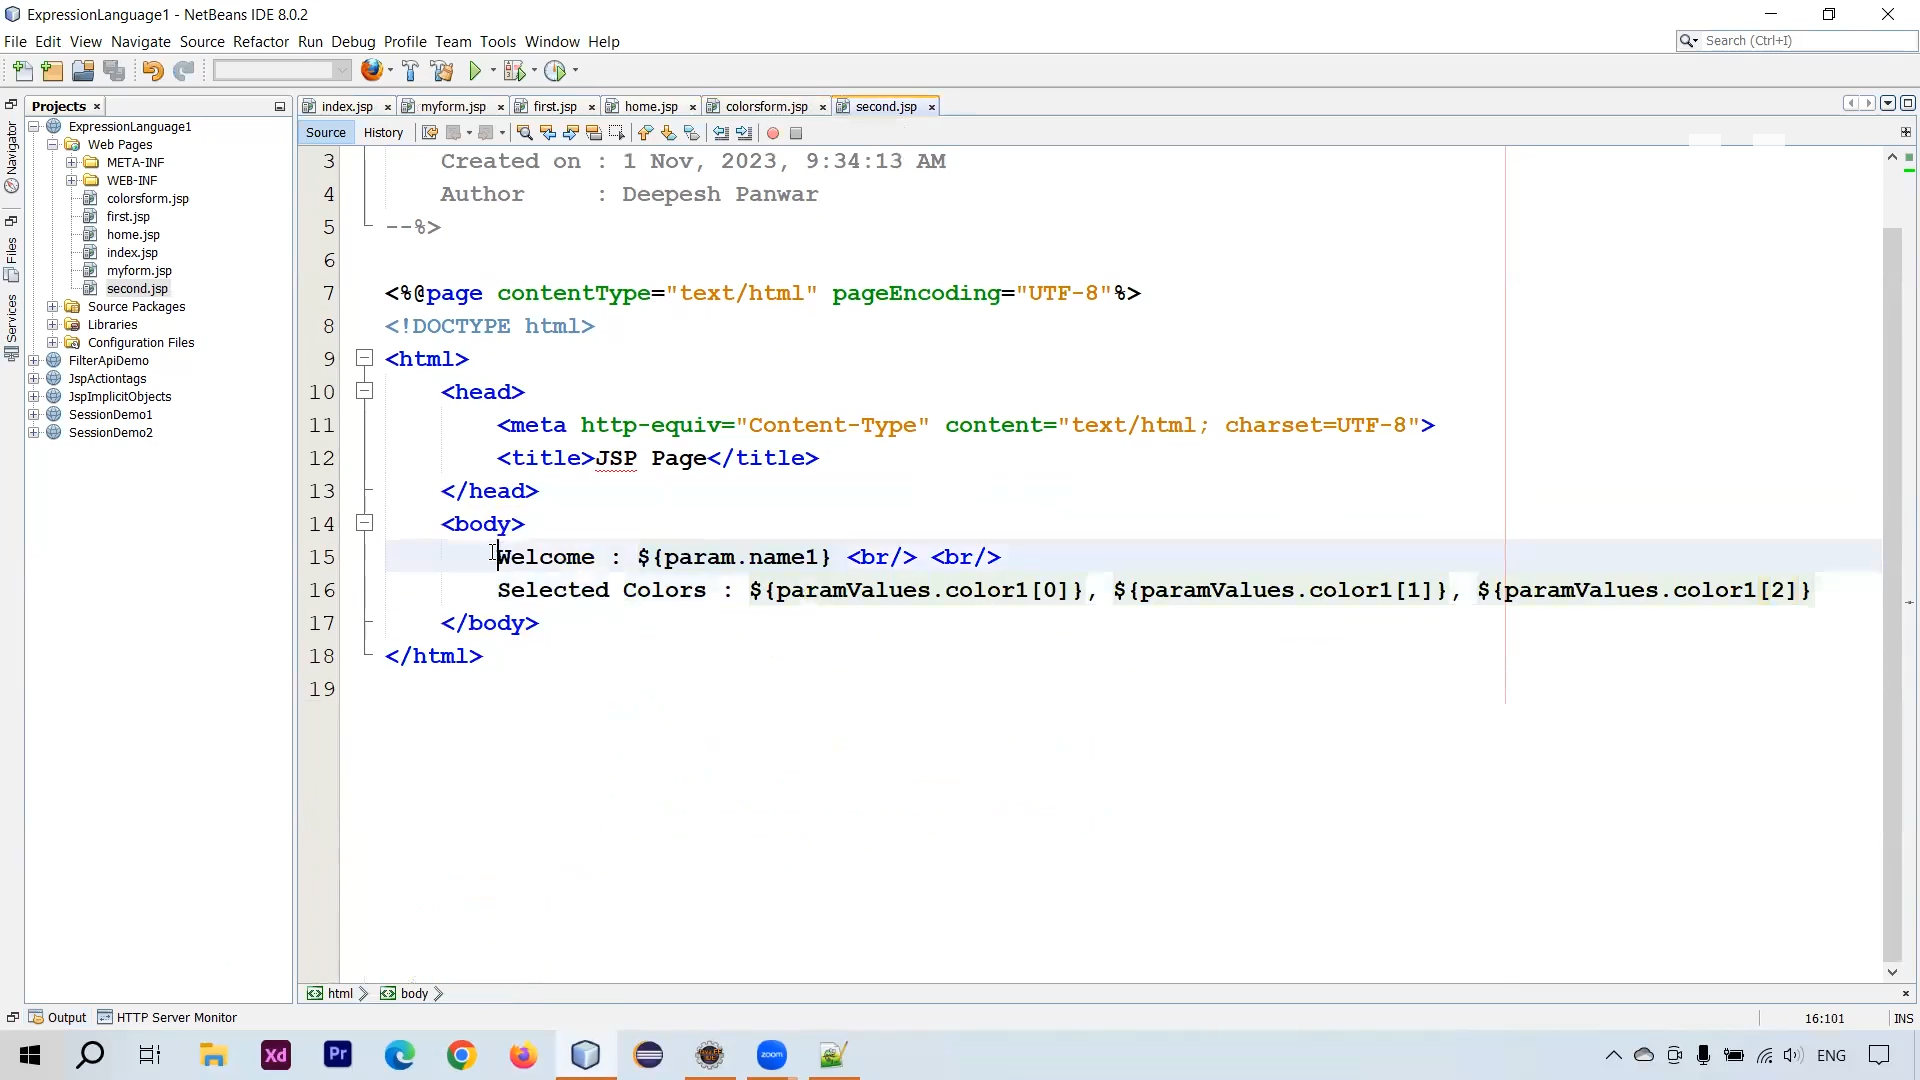 ExpressionLanguage1 - NetBeans IDE 8.0.2
File Edit View Navigate Source Refactor Run Debug Profile Team Tools Window Help
Search (Ctrl+I)
Projects
index.jsp myform.jsp first.jsp home.jsp colorsform.jsp second.jsp
Source History
Navigator
Files
Services
ExpressionLanguage1
Web Pages
META-INF
WEB-INF
colorsform.jsp
first.jsp
home.jsp
index.jsp
myform.jsp
second.jsp
Source Packages
Libraries
Configuration Files
FilterApiDemo
JspActiontags
JspImplicitObjects
SessionDemo1
SessionDemo2
3 Created on : 1 Nov, 2023, 9:34:13 AM
4 Author : Deepesh Panwar
5 --%>
6
7 <%@page contentType="text/html" pageEncoding="UTF-8"%>
8 <!DOCTYPE html>
9 <html>
10 <head>
11 <meta http-equiv="Content-Type" content="text/html; charset=UTF-8">
12 <title>JSP Page</title>
13 </head>
14 <body>
15 Welcome : ${param.name1} <br/> <br/>
16 Selected Colors : ${paramValues.color1[0]}, ${paramValues.color1[1]}, ${paramValues.color1[2]}
17 </body>
18 </html>
19
html body
Output HTTP Server Monitor
16:101 INS
Xd Pr zoom
ENG